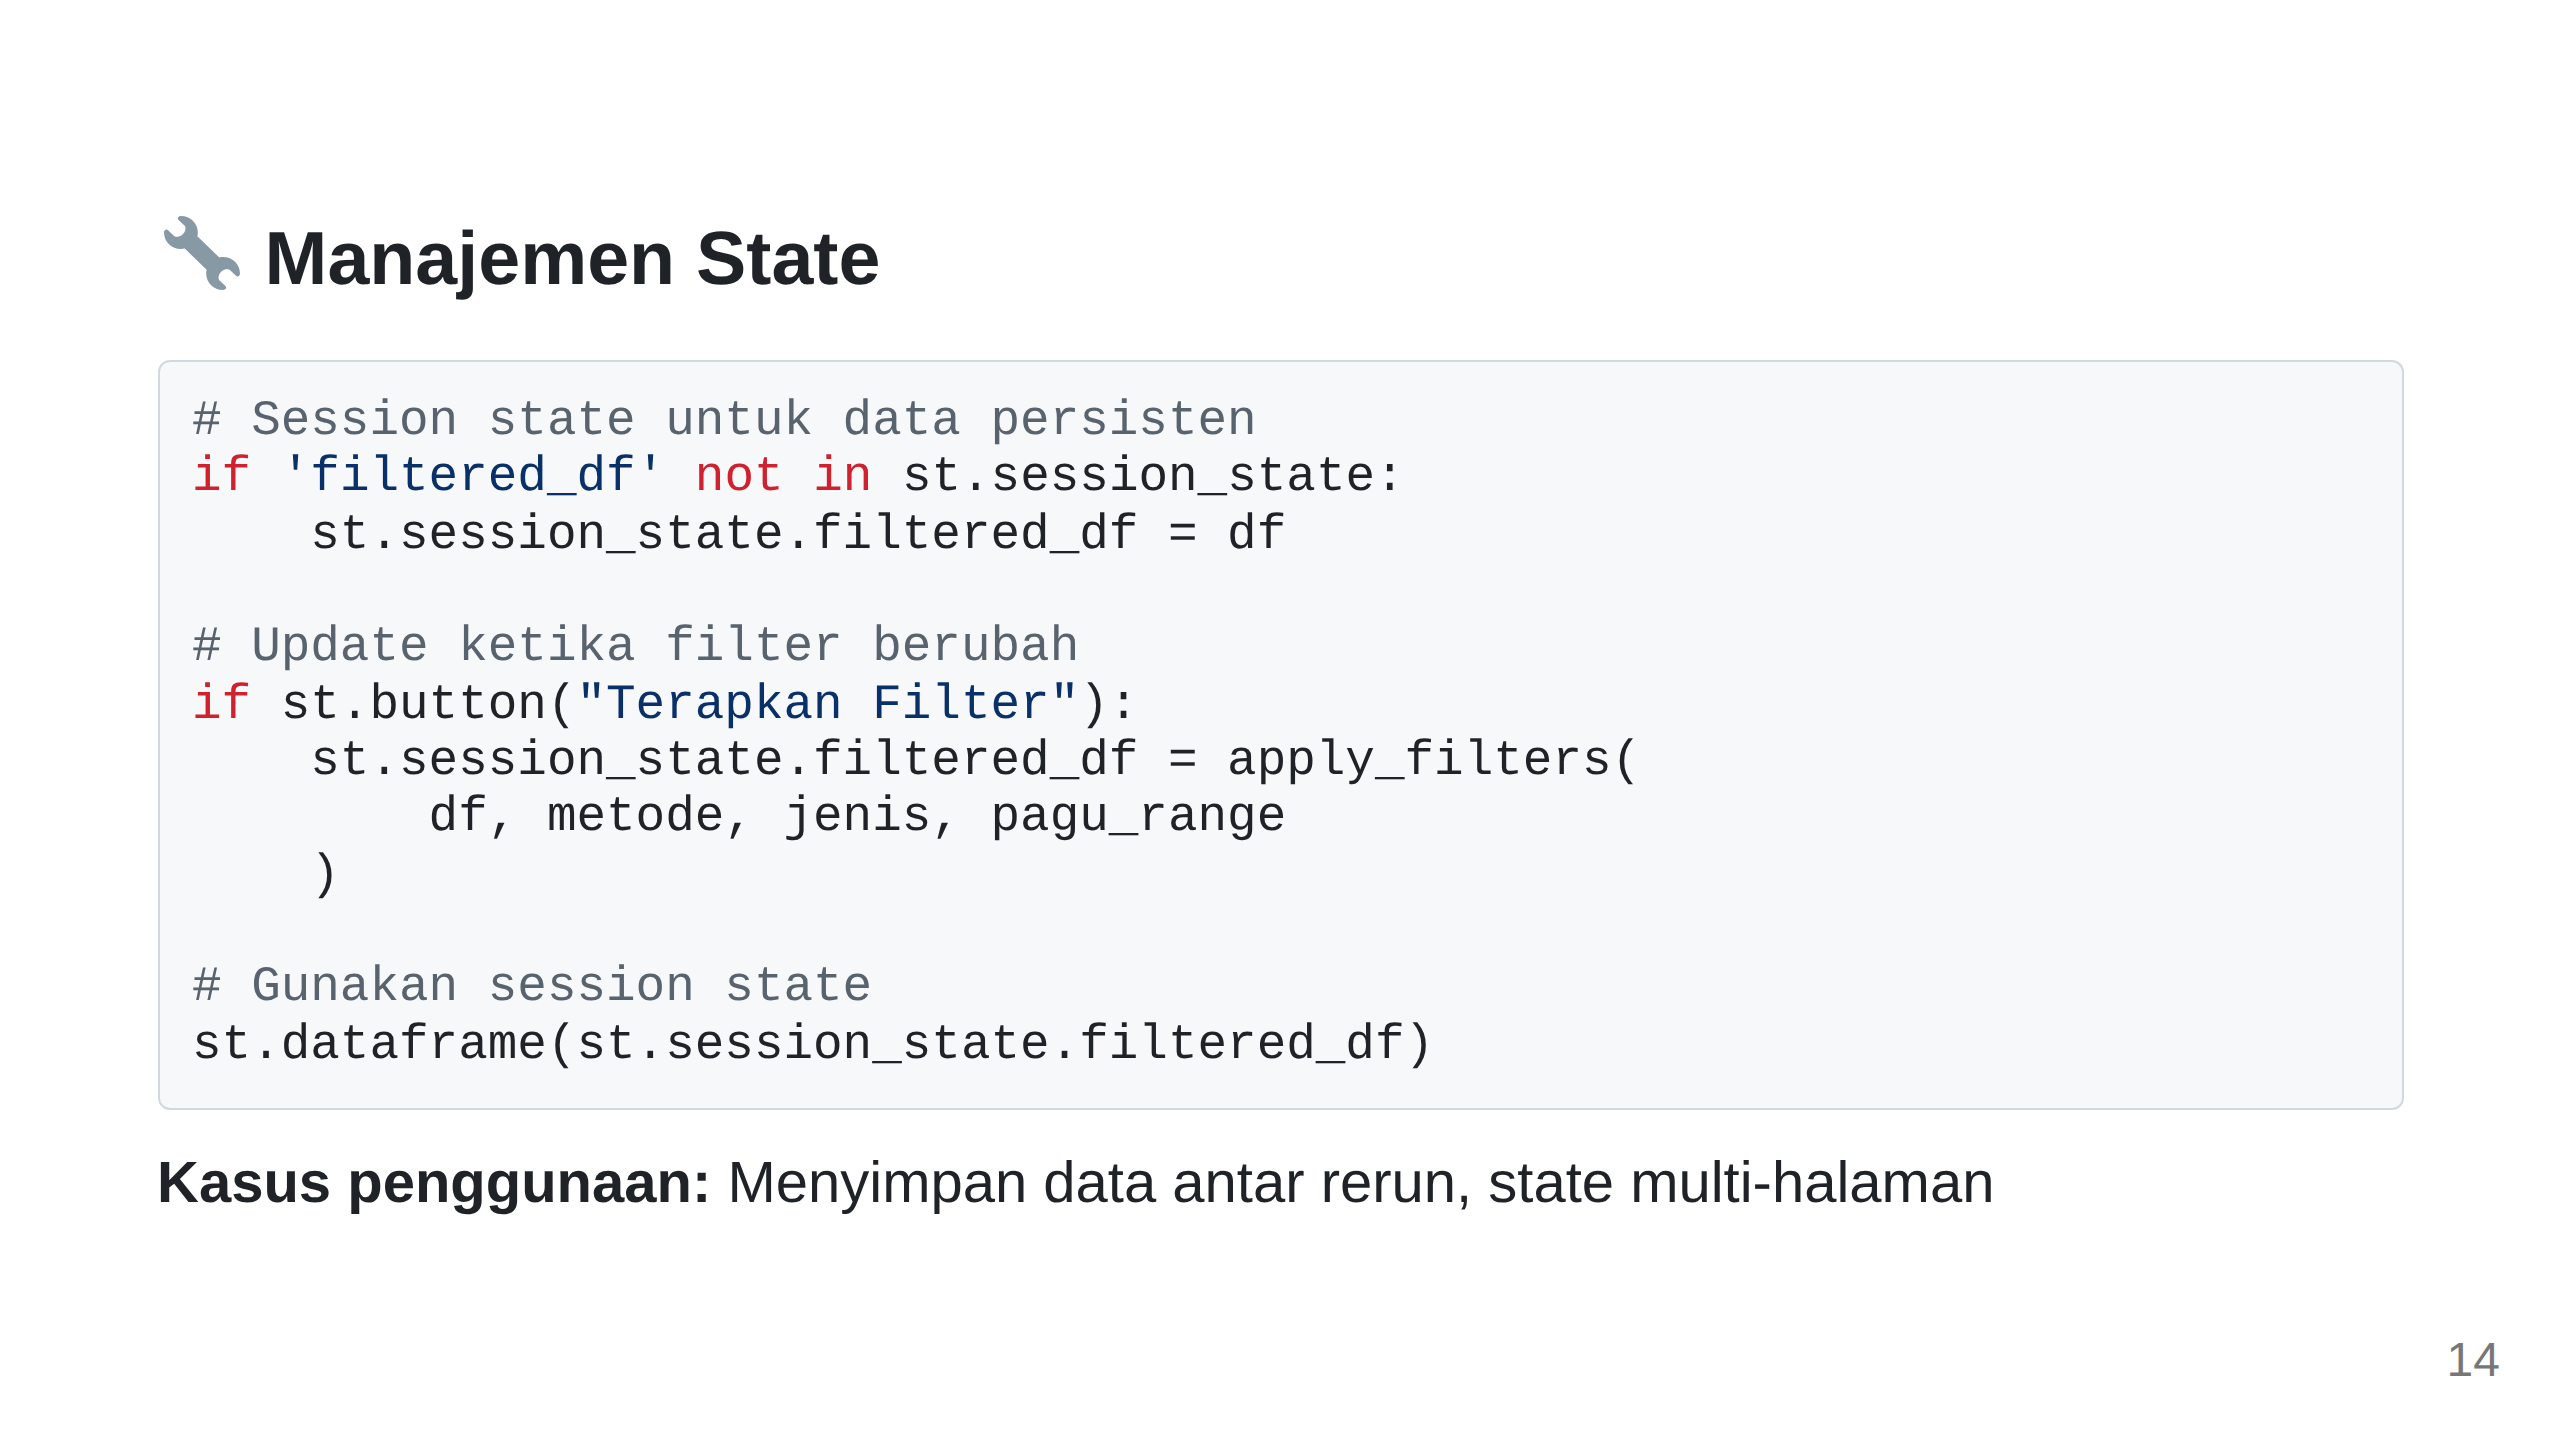 Manajemen State
# Session state untuk data persisten
if 'filtered_df' not in st.session_state:
    st.session_state.filtered_df = df
# Update ketika filter berubah
if st.button("Terapkan Filter"):
    st.session_state.filtered_df = apply_filters(
        df, metode, jenis, pagu_range
    )
# Gunakan session state
st.dataframe(st.session_state.filtered_df)
Kasus penggunaan: Menyimpan data antar rerun, state multi-halaman
14